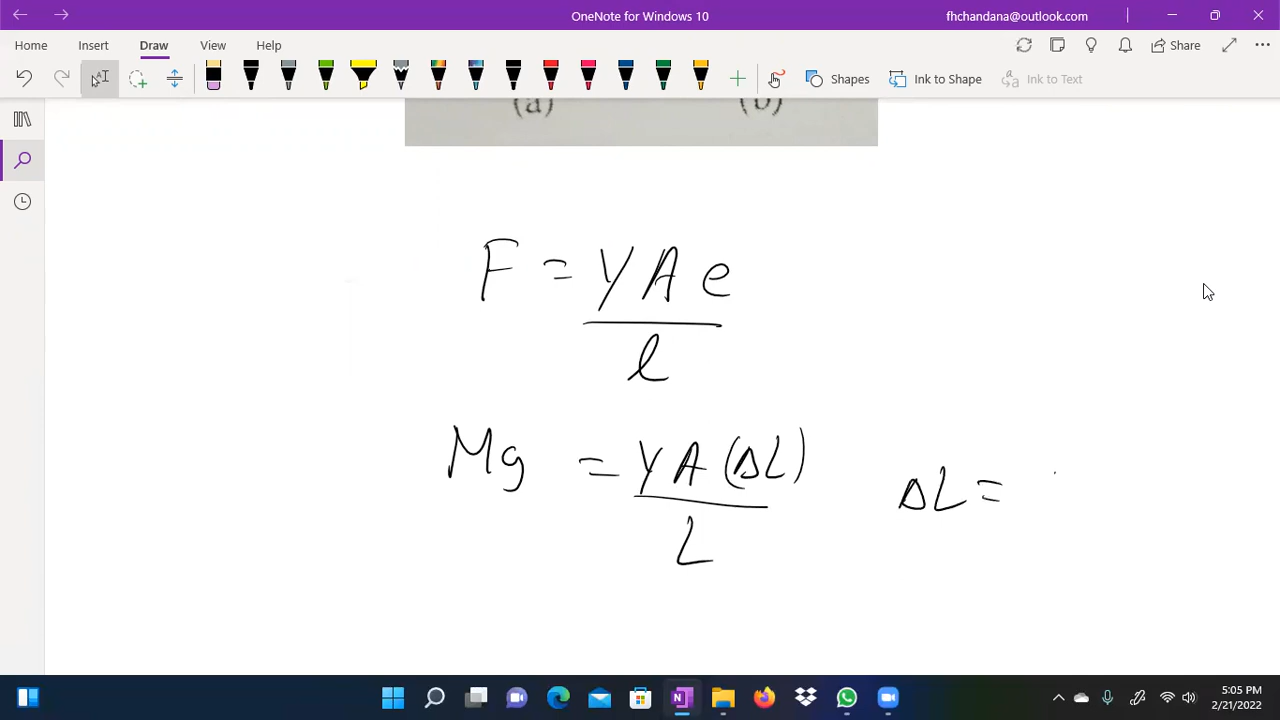 OneNote for Windows 10
fhchandana@outlook.com
Home Insert Draw View Help
Share
Shapes Ink to Shape Ink to Text
(a) (b)
F = YAe
l
Mg = YA(ΔL)
L
ΔL =
5:05 PM
2/21/2022